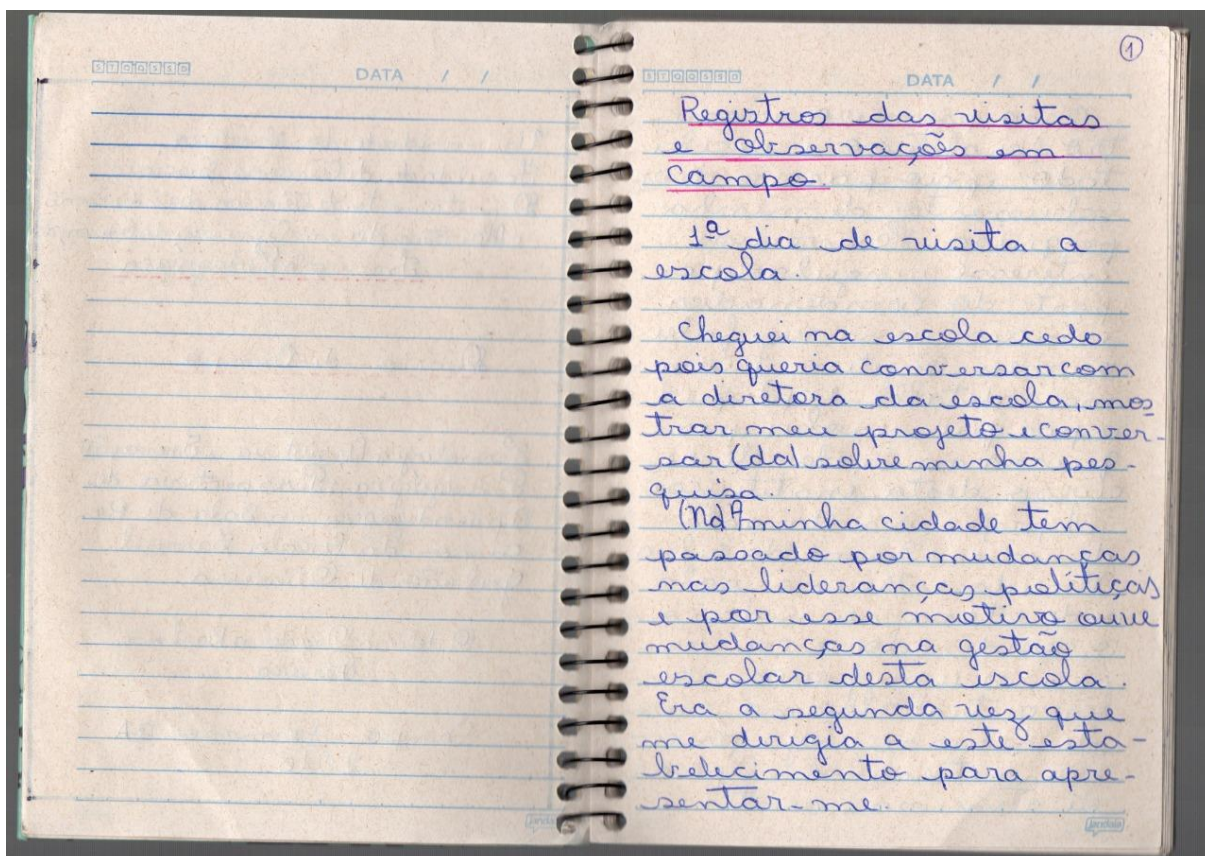 STQQSSD
DATA / /
①
STQQSSD
DATA / /
Registros das visitas
e observações em
campo.
1ª dia de visita a
escola.
Cheguei na escola cedo
pois queria conversar com
a diretora da escola, mos
trar meu projeto e conver-
sar (da) sobre minha pes-
quisa.
(Na) A minha cidade tem
passado por mudanças
nas lideranças políticas
e por esse motivo ouve
mudanças na gestão
escolar desta escola.
Era a segunda vez que
me dirigia a este esta-
belecimento para apre-
sentar-me.
jandaia